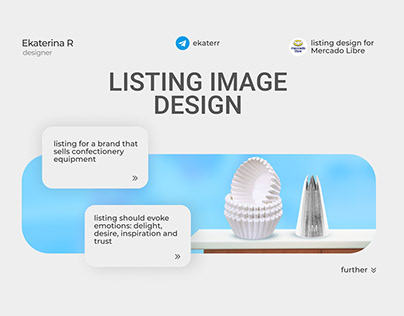 Ekaterina R
designer
ekaterr
mercado
libre
listing design for
Mercado Libre
LISTING IMAGE
DESIGN
listing for a brand that
sells confectionery
equipment
»
listing should evoke
emotions: delight,
desire, inspiration and
trust
»
further